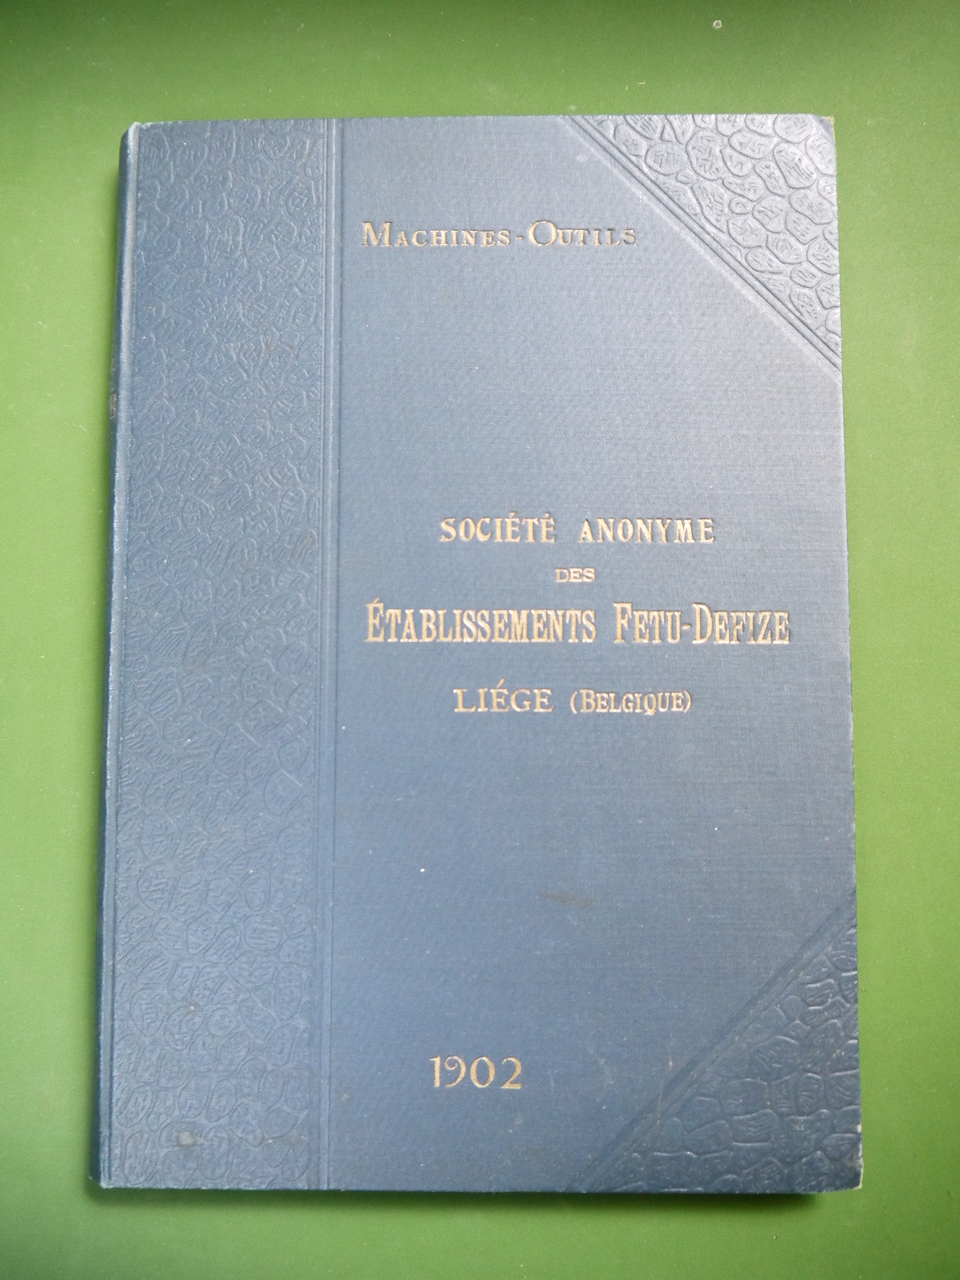 MACHINES-OUTILS
SOCIÉTÉ ANONYME
DES
ÉTABLISSEMENTS FETU-DEFIZE
LIÉGE (BELGIQUE)
1902